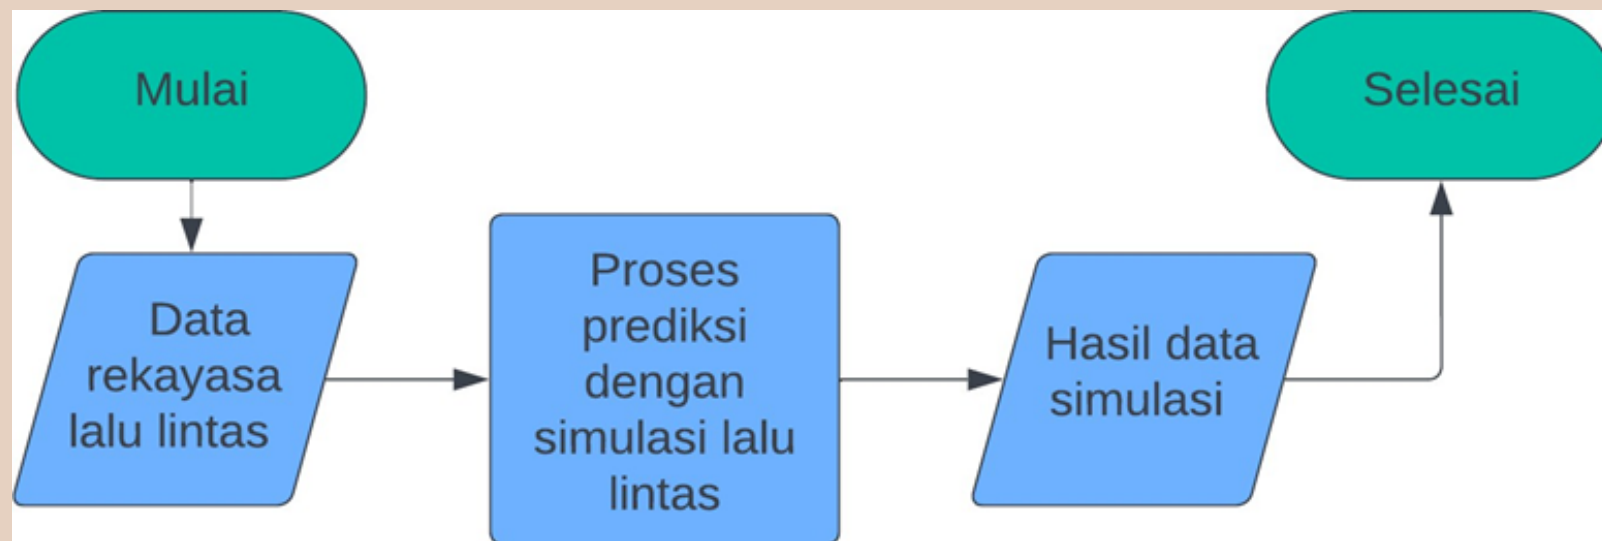 Mulai
Data
rekayasa
lalu lintas
Proses
prediksi
dengan
simulasi lalu
lintas
Hasil data
simulasi
Selesai